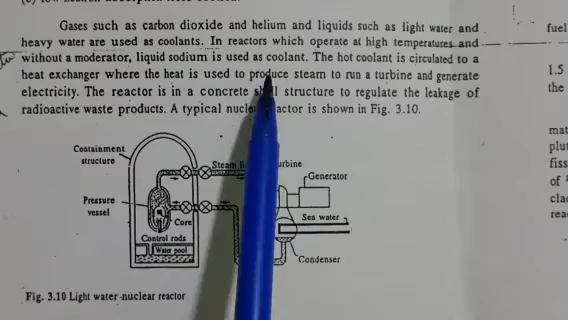 Gases such as carbon dioxide and helium and liquids such as light water and
heavy water are used as coolants. In reactors which operate at high temperatures and
without a moderator, liquid sodium is used as coolant. The hot coolant is circulated to a
heat exchanger where the heat is used to produce steam to run a turbine and generate
electricity. The reactor is in a concrete structure to regulate the leakage of
radioactive waste products. A typical reactor is shown in Fig. 3.10.
Containment
structure
Steam
Generator
Pressure
vessel
Core
Sea water
Control rods
Water pool
Condenser
Fig. 3.10 Light water nuclear reactor
fuel
1.5
the
mat
plut
fiss
of
clad
rea